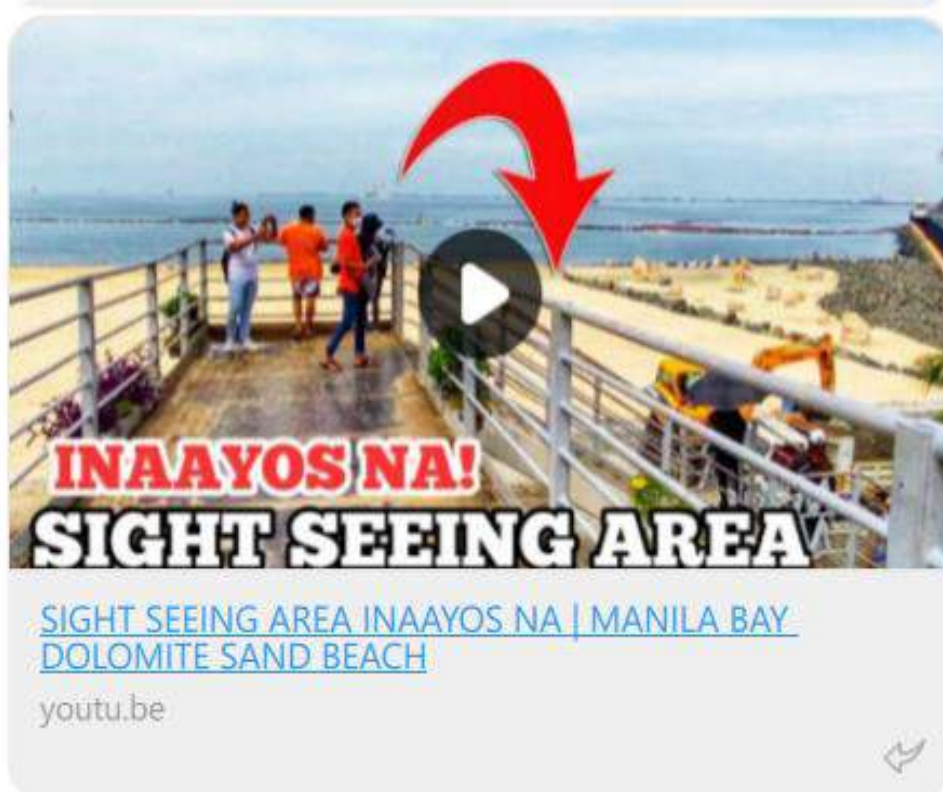 INAAYOS NA!
SIGHT SEEING AREA
SIGHT SEEING AREA INAAYOS NA | MANILA BAY
DOLOMITE SAND BEACH
youtu.be